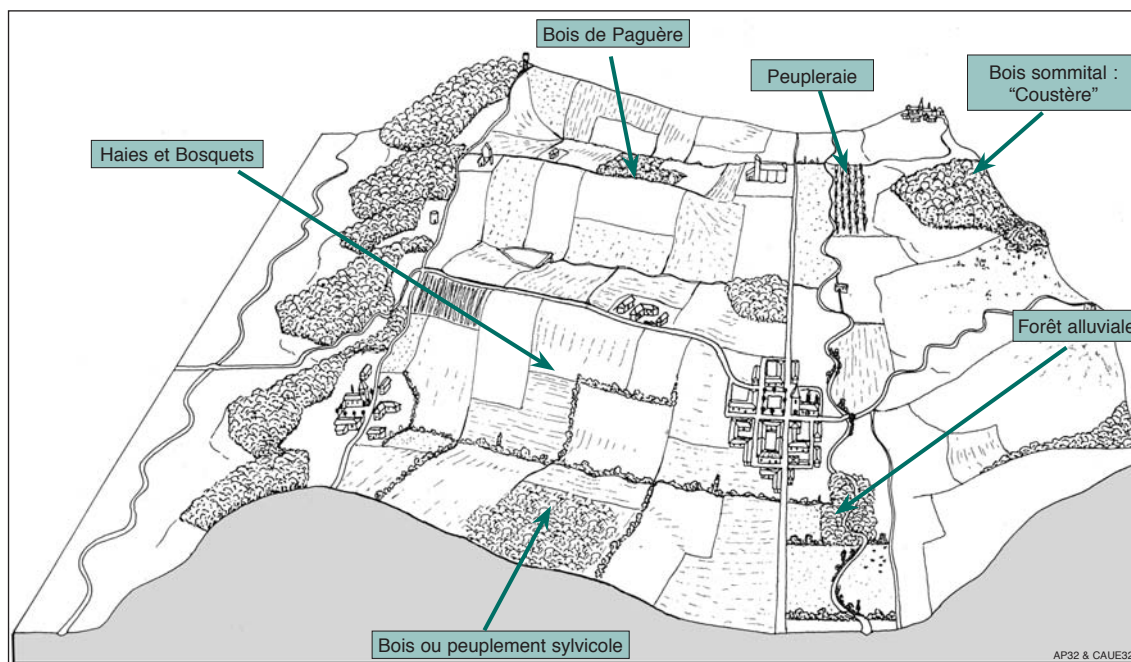 Bois de Paguère
Peupleraie
Bois sommital :
“Coustère”
Haies et Bosquets
Forêt alluviale
Bois ou peuplement sylvicole
AP32 & CAUE32